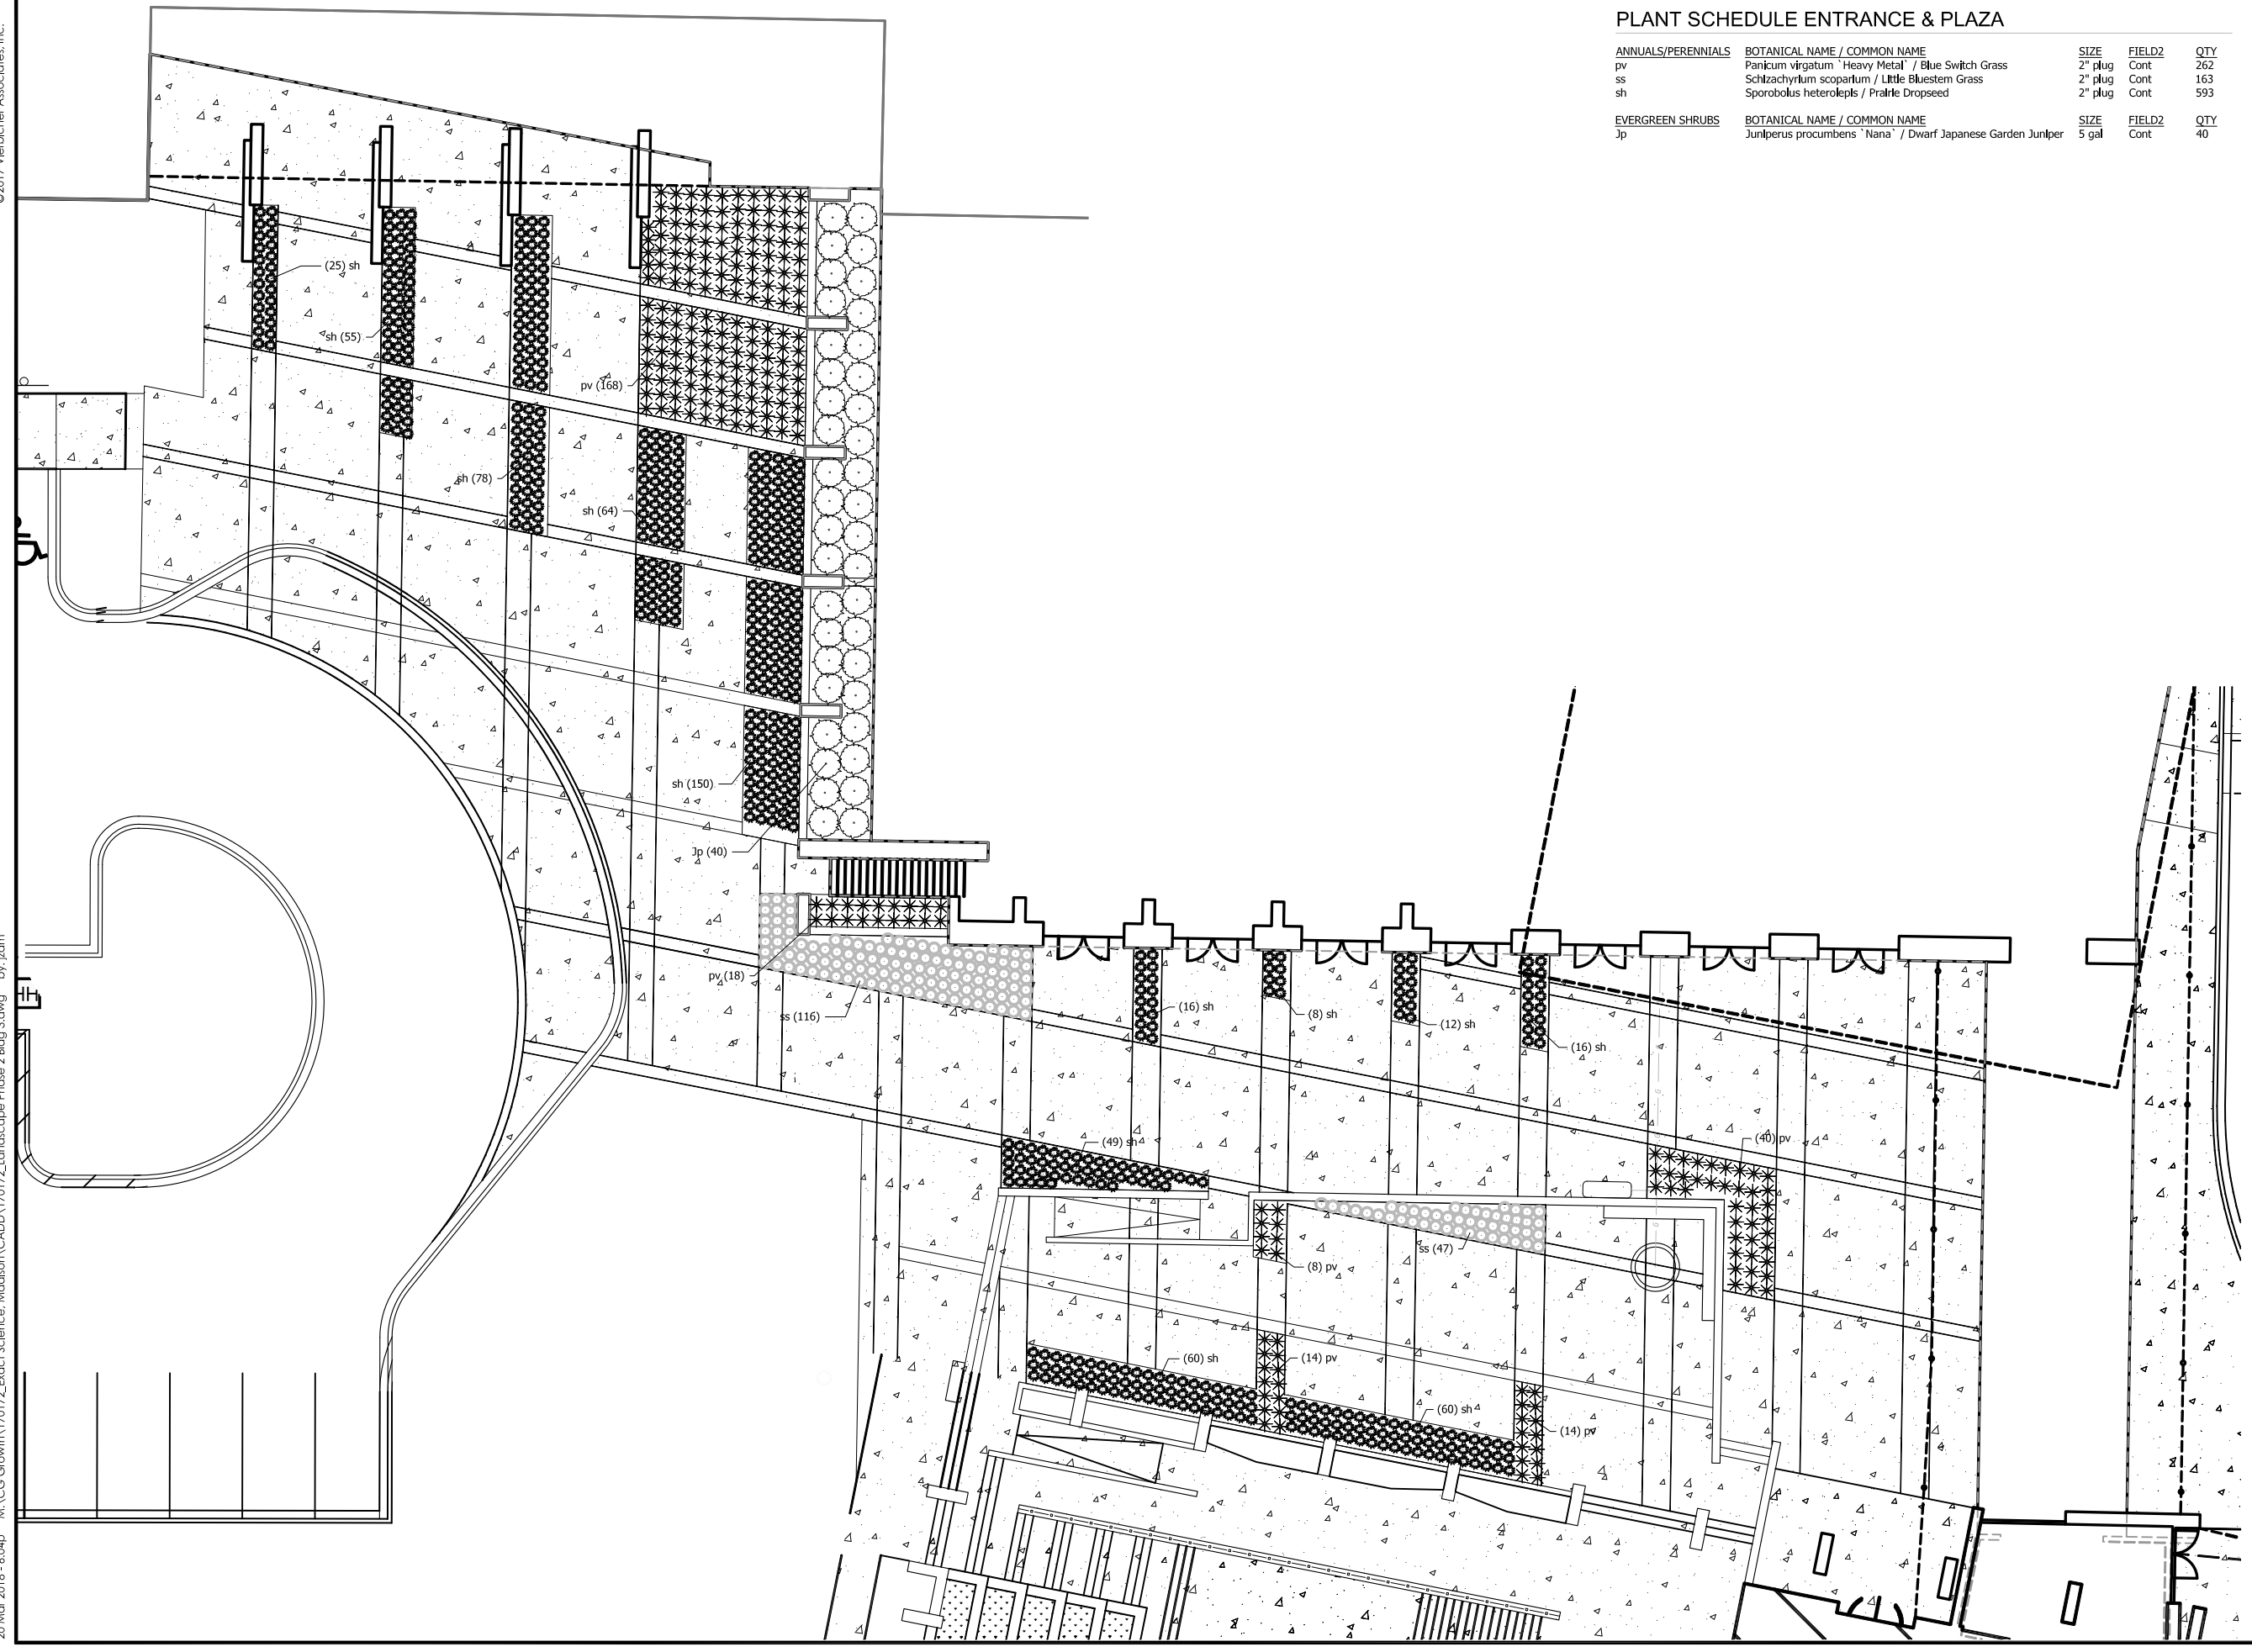 PLANT SCHEDULE ENTRANCE & PLAZA
ANNUALS/PERENNIALS BOTANICAL NAME / COMMON NAME SIZE FIELD2 QTY
pv Panicum virgatum `Heavy Metal` / Blue Switch Grass 2" plug Cont 262
ss Schizachyrium scoparium / Little Bluestem Grass 2" plug Cont 163
sh Sporobolus heterolepis / Prairie Dropseed 2" plug Cont 593
EVERGREEN SHRUBS BOTANICAL NAME / COMMON NAME SIZE FIELD2 QTY
Jp Juniperus procumbens `Nana` / Dwarf Japanese Garden Juniper 5 gal Cont 40
(25) sh
sh (55)
pv (168)
sh (78)
sh (64)
sh (150)
Jp (40)
pv (18)
ss (116)
(16) sh
(8) sh
(12) sh
(16) sh
(49) sh
(40) pv
ss (47)
(8) pv
(60) sh
(14) pv
(60) sh
(14) pv